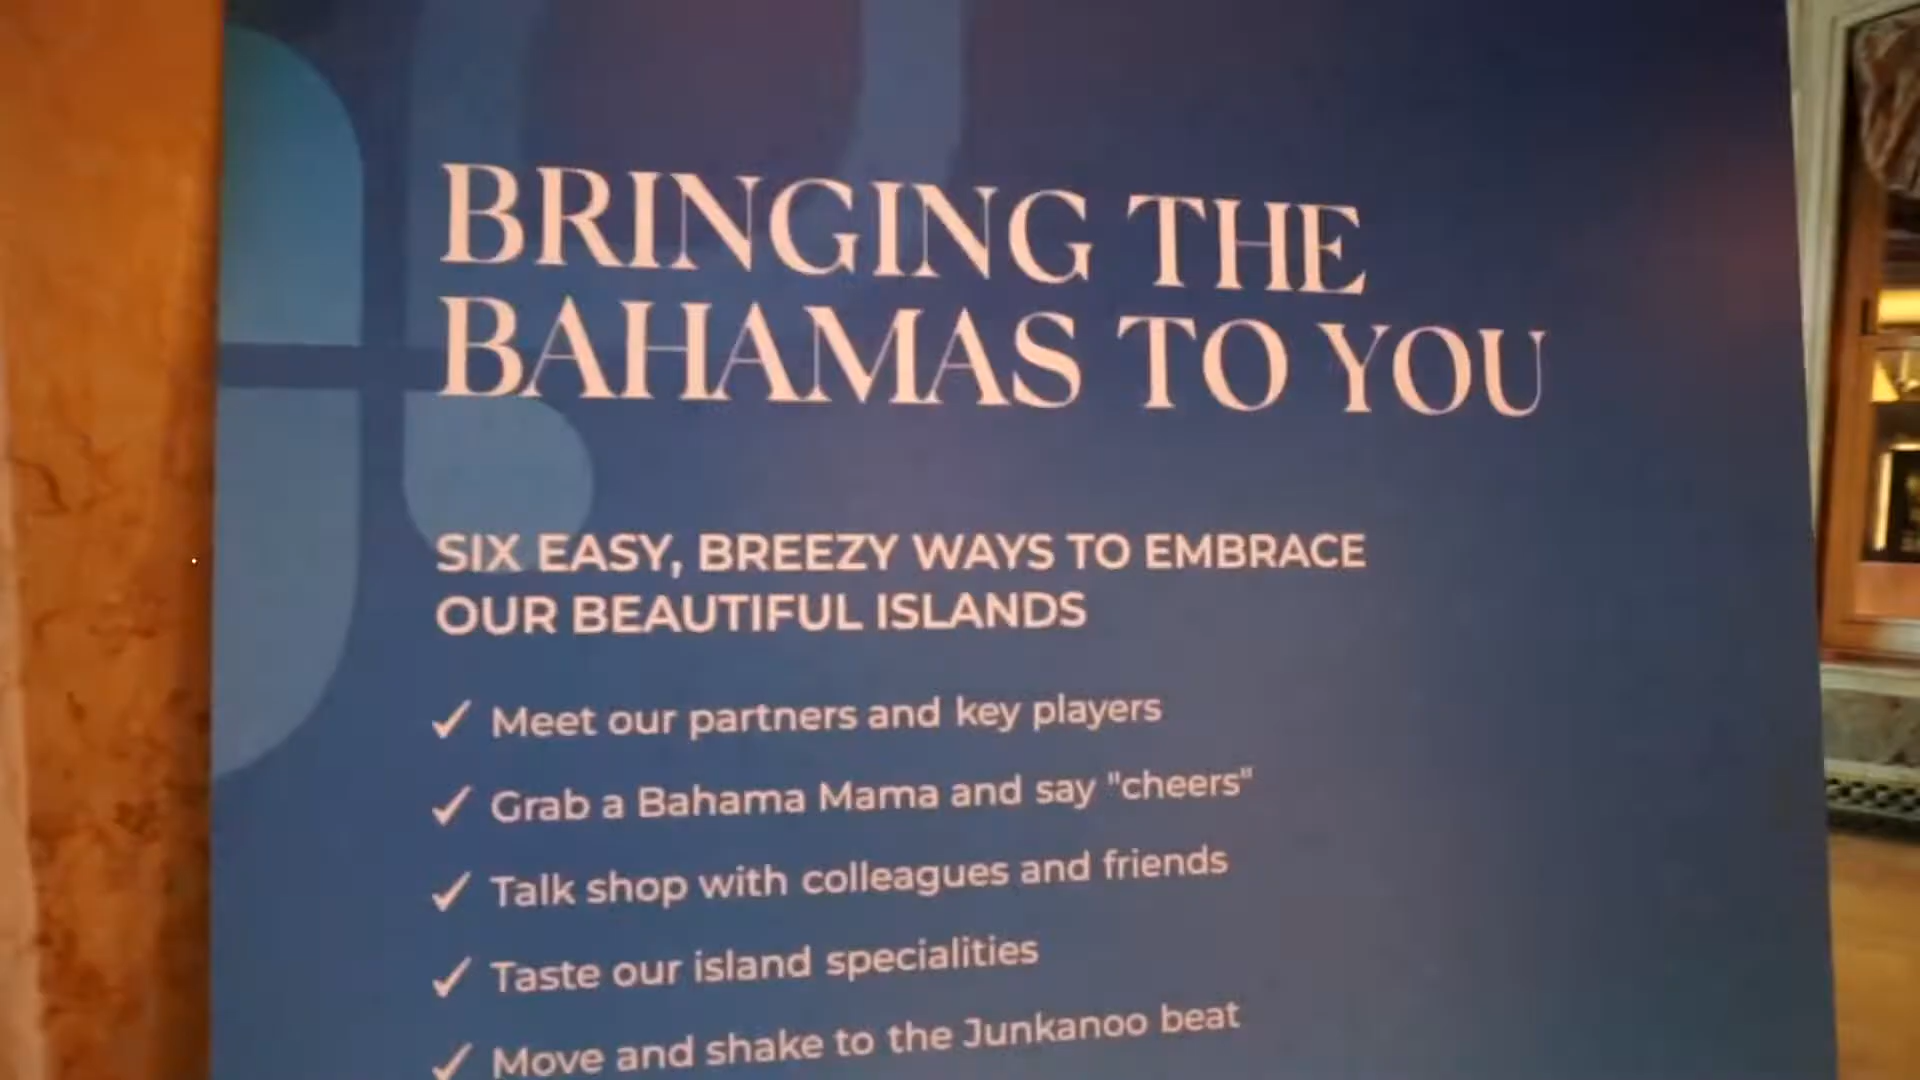 BRINGING THE
BAHAMAS TO YOU
SIX EASY, BREEZY WAYS TO EMBRACE
OUR BEAUTIFUL ISLANDS
✓ Meet our partners and key players
✓ Grab a Bahama Mama and say "cheers"
✓ Talk shop with colleagues and friends
✓ Taste our island specialities
✓ Move and shake to the Junkanoo beat